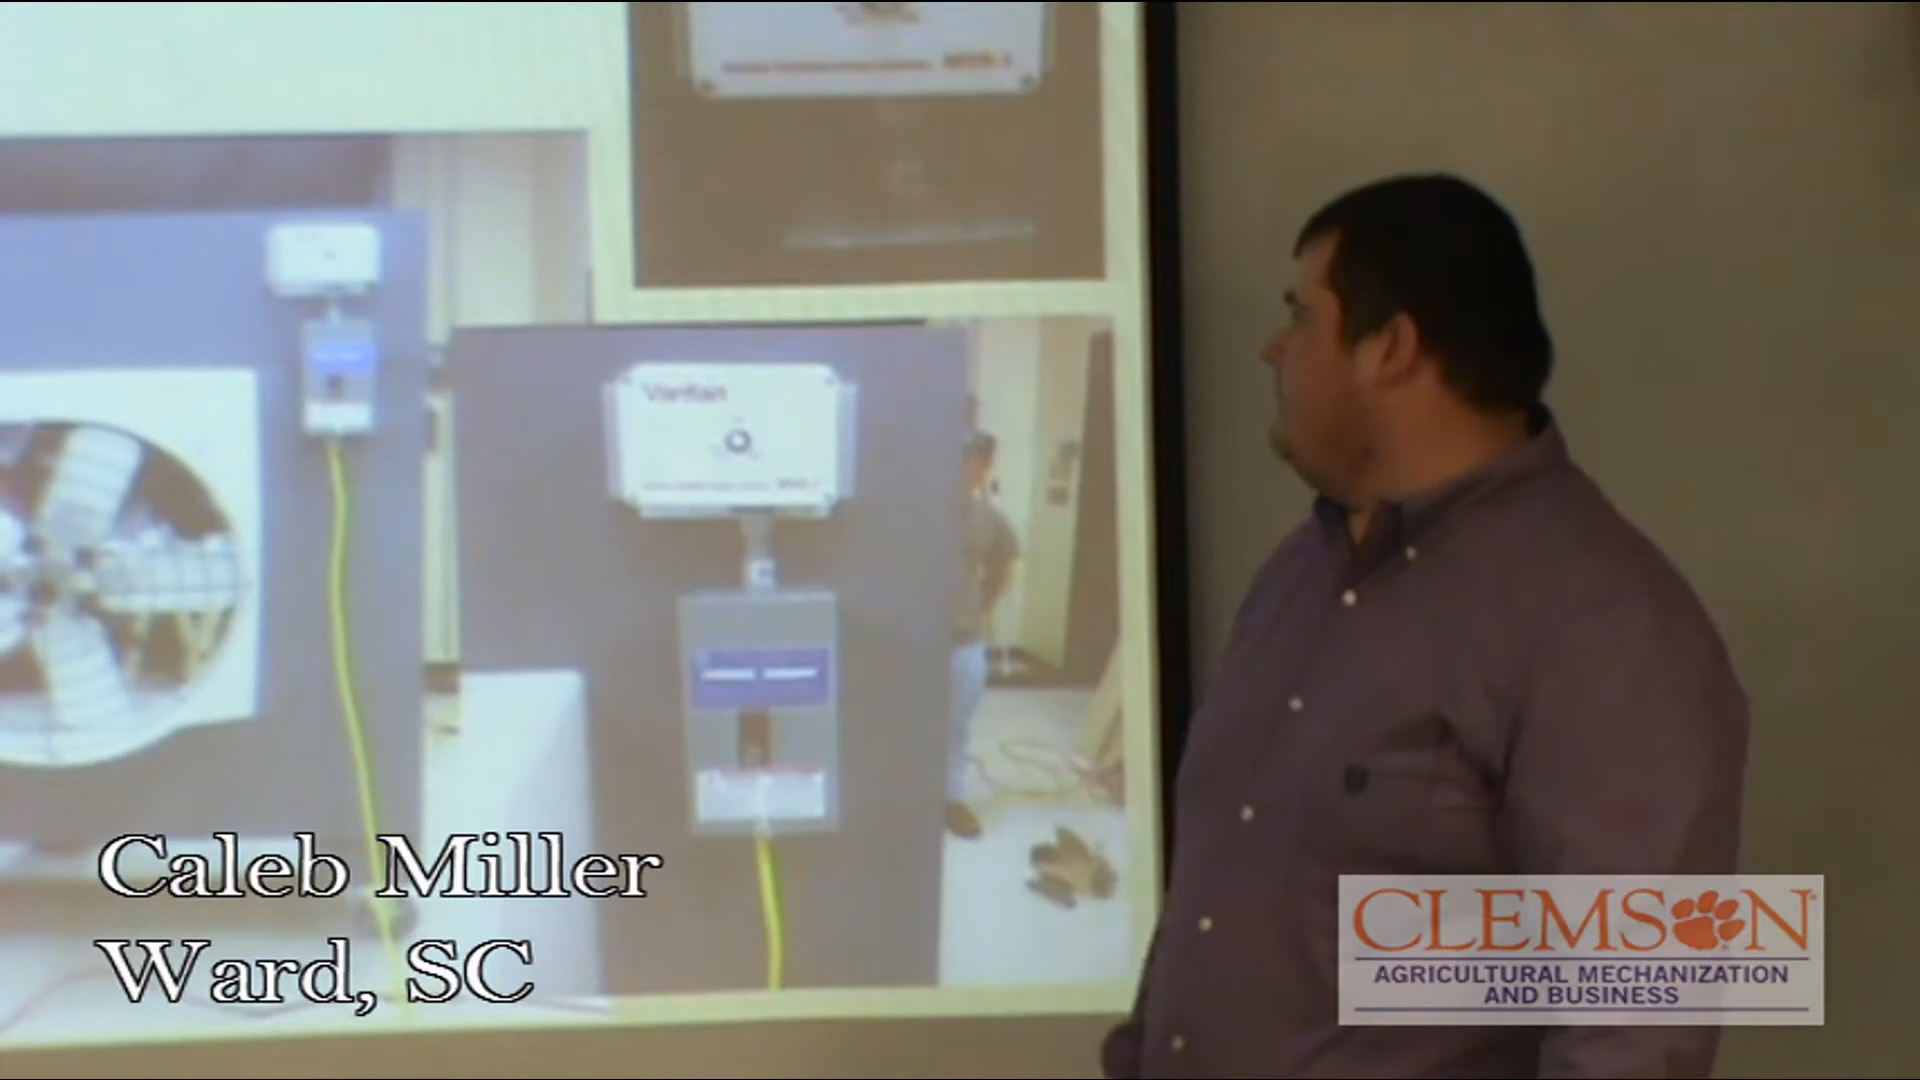 Varifan
Caleb Miller
Ward, SC
CLEMSON
AGRICULTURAL MECHANIZATION
AND BUSINESS